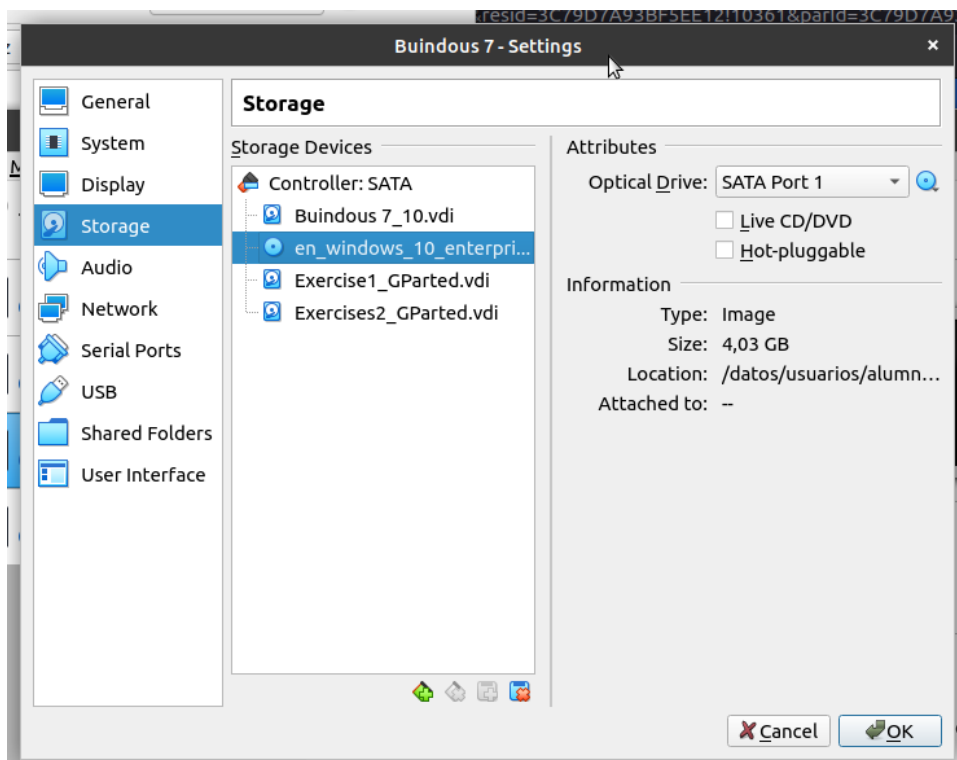 resid=3C79D7A93BF5EE12!10361&parId=3C79D7A9
Buindous 7 - Settings
General
System
Display
Storage
Audio
Network
Serial Ports
USB
Shared Folders
User Interface
Storage
Storage Devices
Controller: SATA
Buindous 7_10.vdi
en_windows_10_enterpri...
Exercise1_GParted.vdi
Exercises2_GParted.vdi
Attributes
Optical Drive: SATA Port 1
Live CD/DVD
Hot-pluggable
Information
Type: Image
Size: 4,03 GB
Location: /datos/usuarios/alumn...
Attached to: --
Cancel
OK